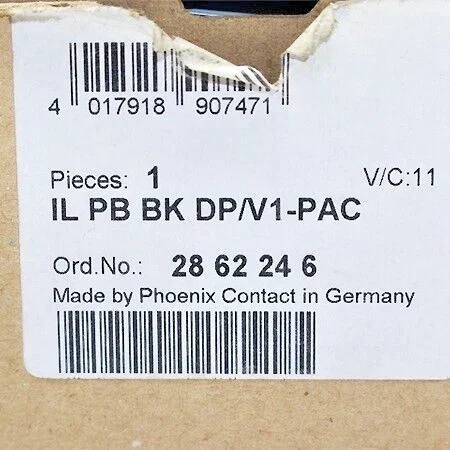 4 017918 907471
Pieces: 1 V/C:11
IL PB BK DP/V1-PAC
Ord.No.: 28 62 24 6
Made by Phoenix Contact in Germany